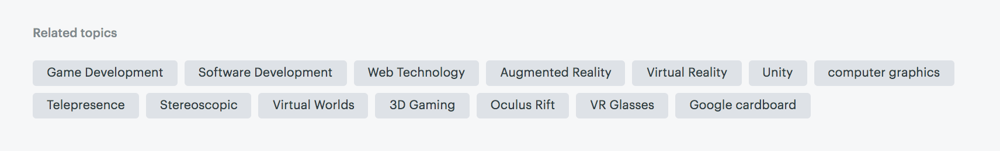 Related topics
Game Development Software Development Web Technology Augmented Reality Virtual Reality Unity computer graphics
Telepresence Stereoscopic Virtual Worlds 3D Gaming Oculus Rift VR Glasses Google cardboard